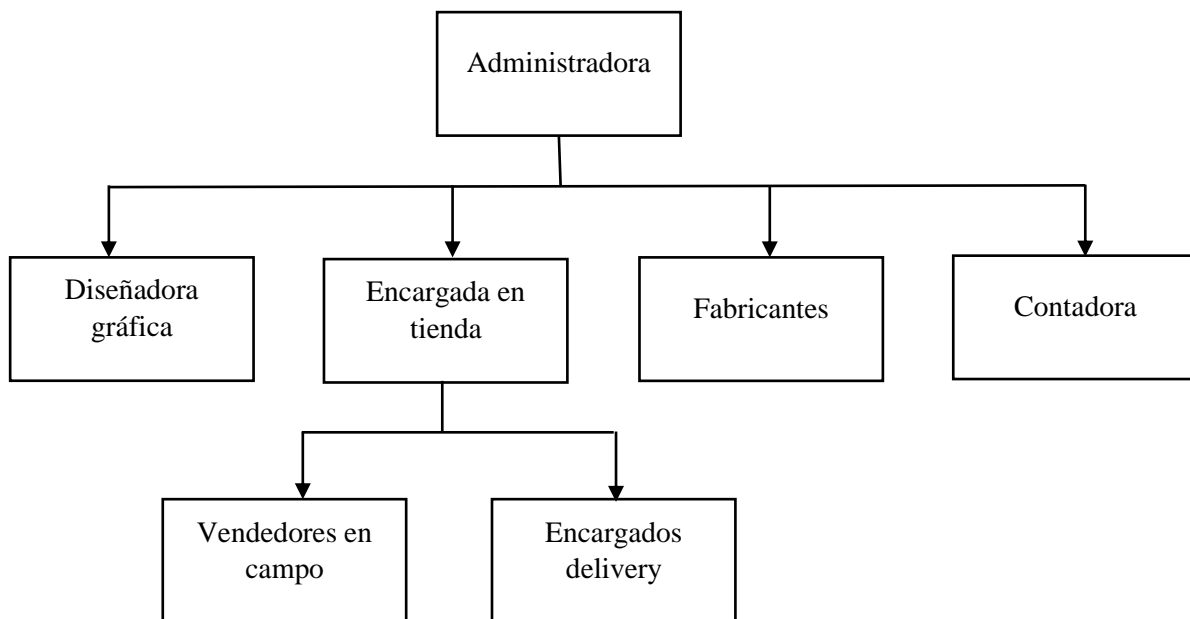 Administradora
Diseñadora
gráfica
Encargada en
tienda
Fabricantes
Contadora
Vendedores en
campo
Encargados
delivery